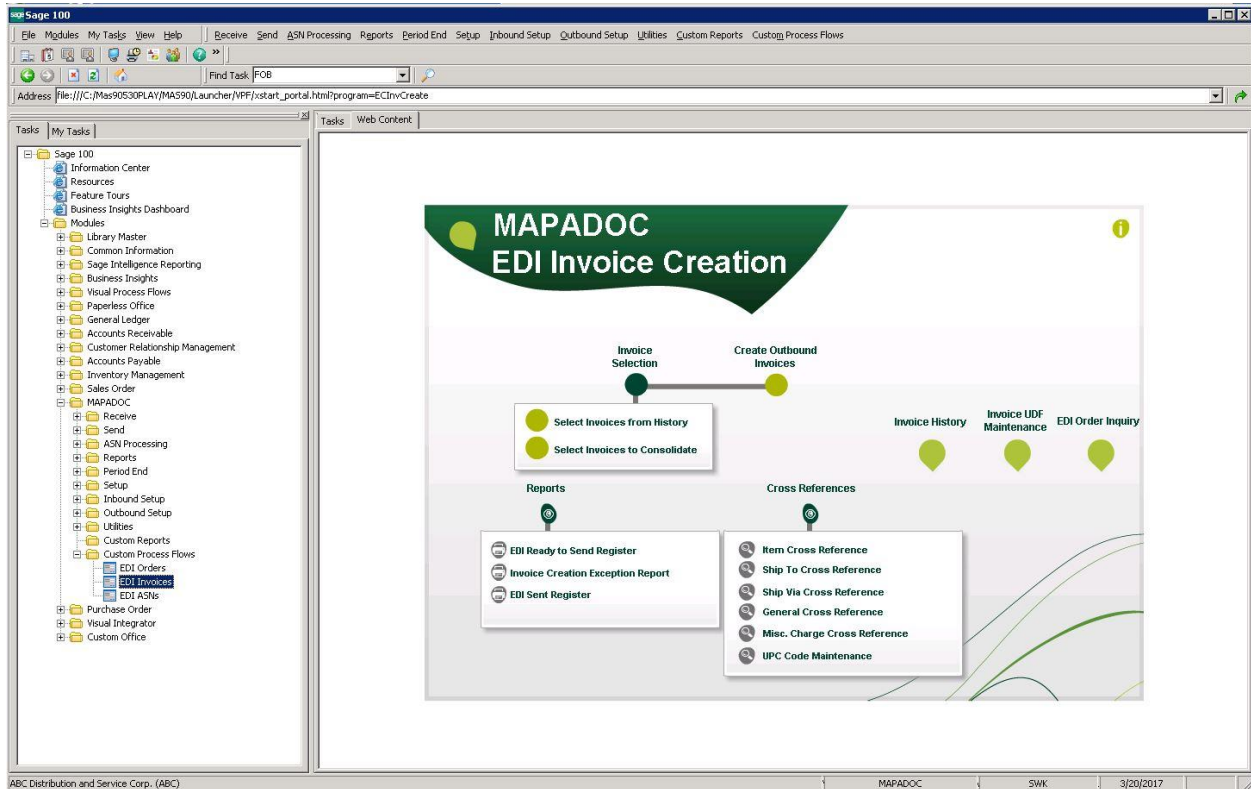 sage Sage 100
File Modules My Tasks View Help Receive Send ASN Processing Reports Period End Setup Inbound Setup Outbound Setup Utilities Custom Reports Custom Process Flows
Find Task FOB
Address file:///C:/Mas90530PLAY/MAS90/Launcher/VPF/xstart_portal.html?program=ECInvCreate
Tasks My Tasks
Sage 100
Information Center
Resources
Feature Tours
Business Insights Dashboard
Modules
Library Master
Common Information
Sage Intelligence Reporting
Business Insights
Visual Process Flows
Paperless Office
General Ledger
Accounts Receivable
Customer Relationship Management
Accounts Payable
Inventory Management
Sales Order
MAPADOC
Receive
Send
ASN Processing
Reports
Period End
Setup
Inbound Setup
Outbound Setup
Utilities
Custom Reports
Custom Process Flows
EDI Orders
EDI Invoices
EDI ASNs
Purchase Order
Visual Integrator
Custom Office
Tasks Web Content
MAPADOC
EDI Invoice Creation
i
Invoice
Selection
Create Outbound
Invoices
Select Invoices from History
Select Invoices to Consolidate
Invoice History
Invoice UDF
Maintenance
EDI Order Inquiry
Reports
EDI Ready to Send Register
Invoice Creation Exception Report
EDI Sent Register
Cross References
Item Cross Reference
Ship To Cross Reference
Ship Via Cross Reference
General Cross Reference
Misc. Charge Cross Reference
UPC Code Maintenance
ABC Distribution and Service Corp. (ABC) MAPADOC SWK 3/20/2017